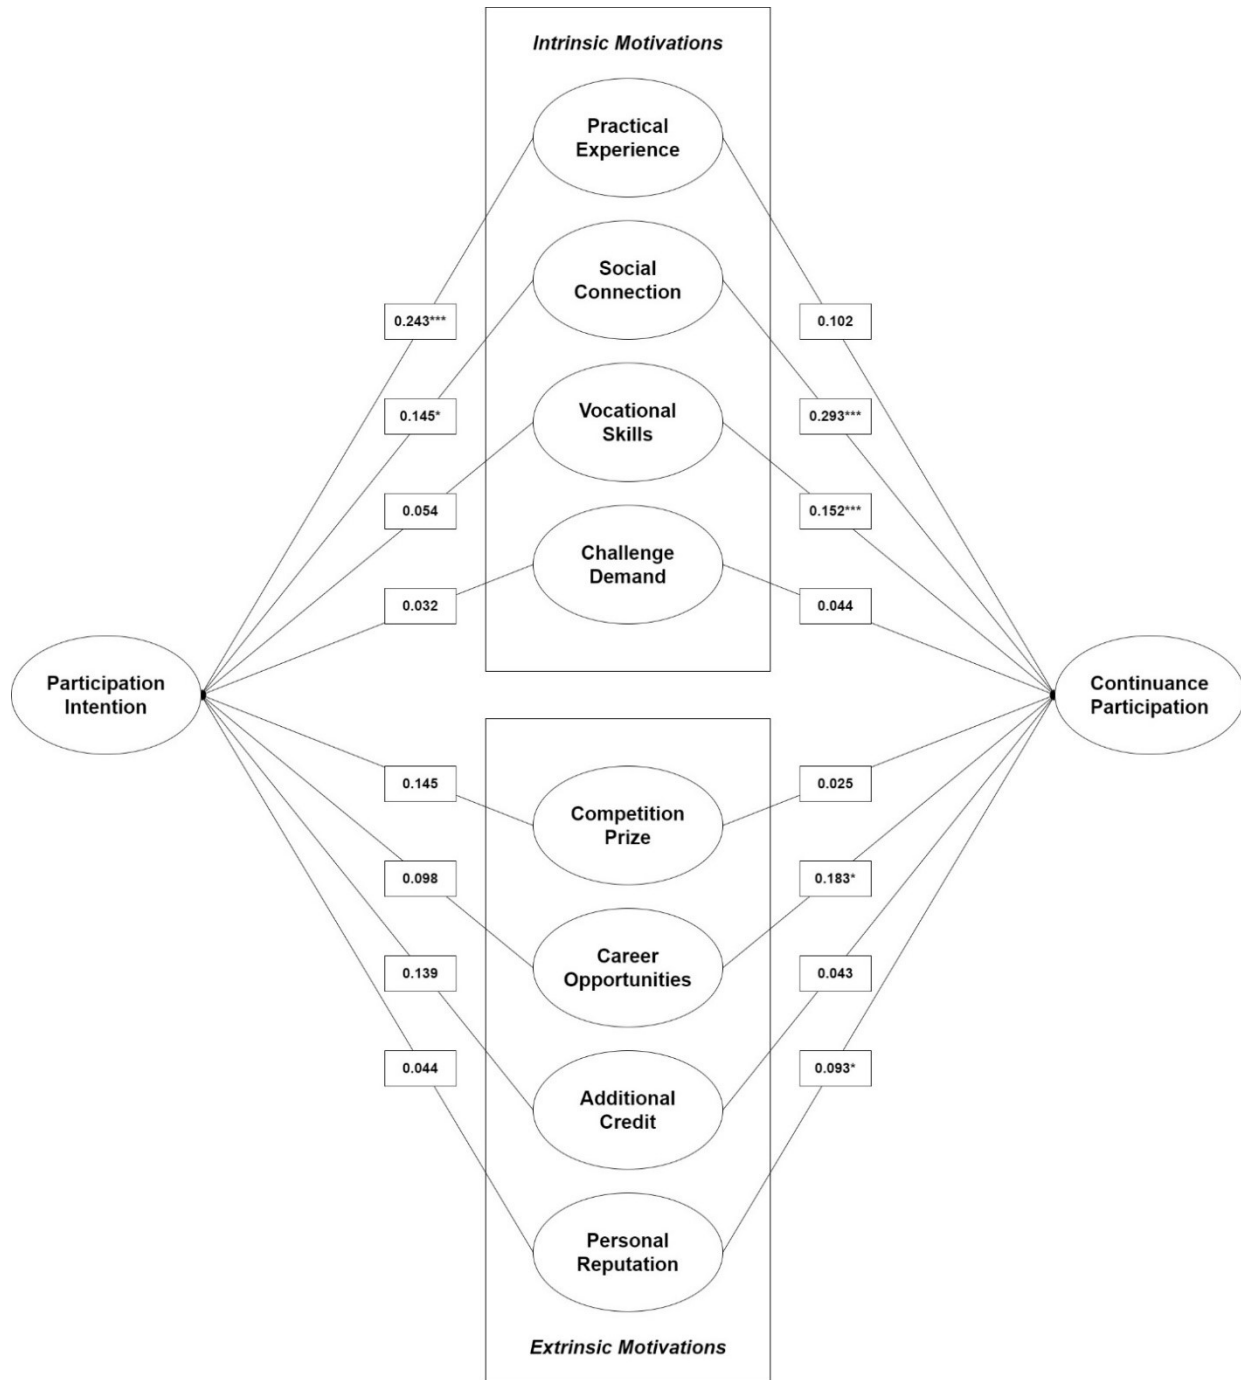 Intrinsic Motivations
Practical
Experience
Social
Connection
0.243***
0.102
0.145*
0.293***
Vocational
Skills
0.054
0.152***
Challenge
Demand
0.032
0.044
Participation
Intention
Continuance
Participation
0.145
0.025
Competition
Prize
0.098
0.183*
Career
Opportunities
0.139
0.043
0.044
0.093*
Additional
Credit
Personal
Reputation
Extrinsic Motivations